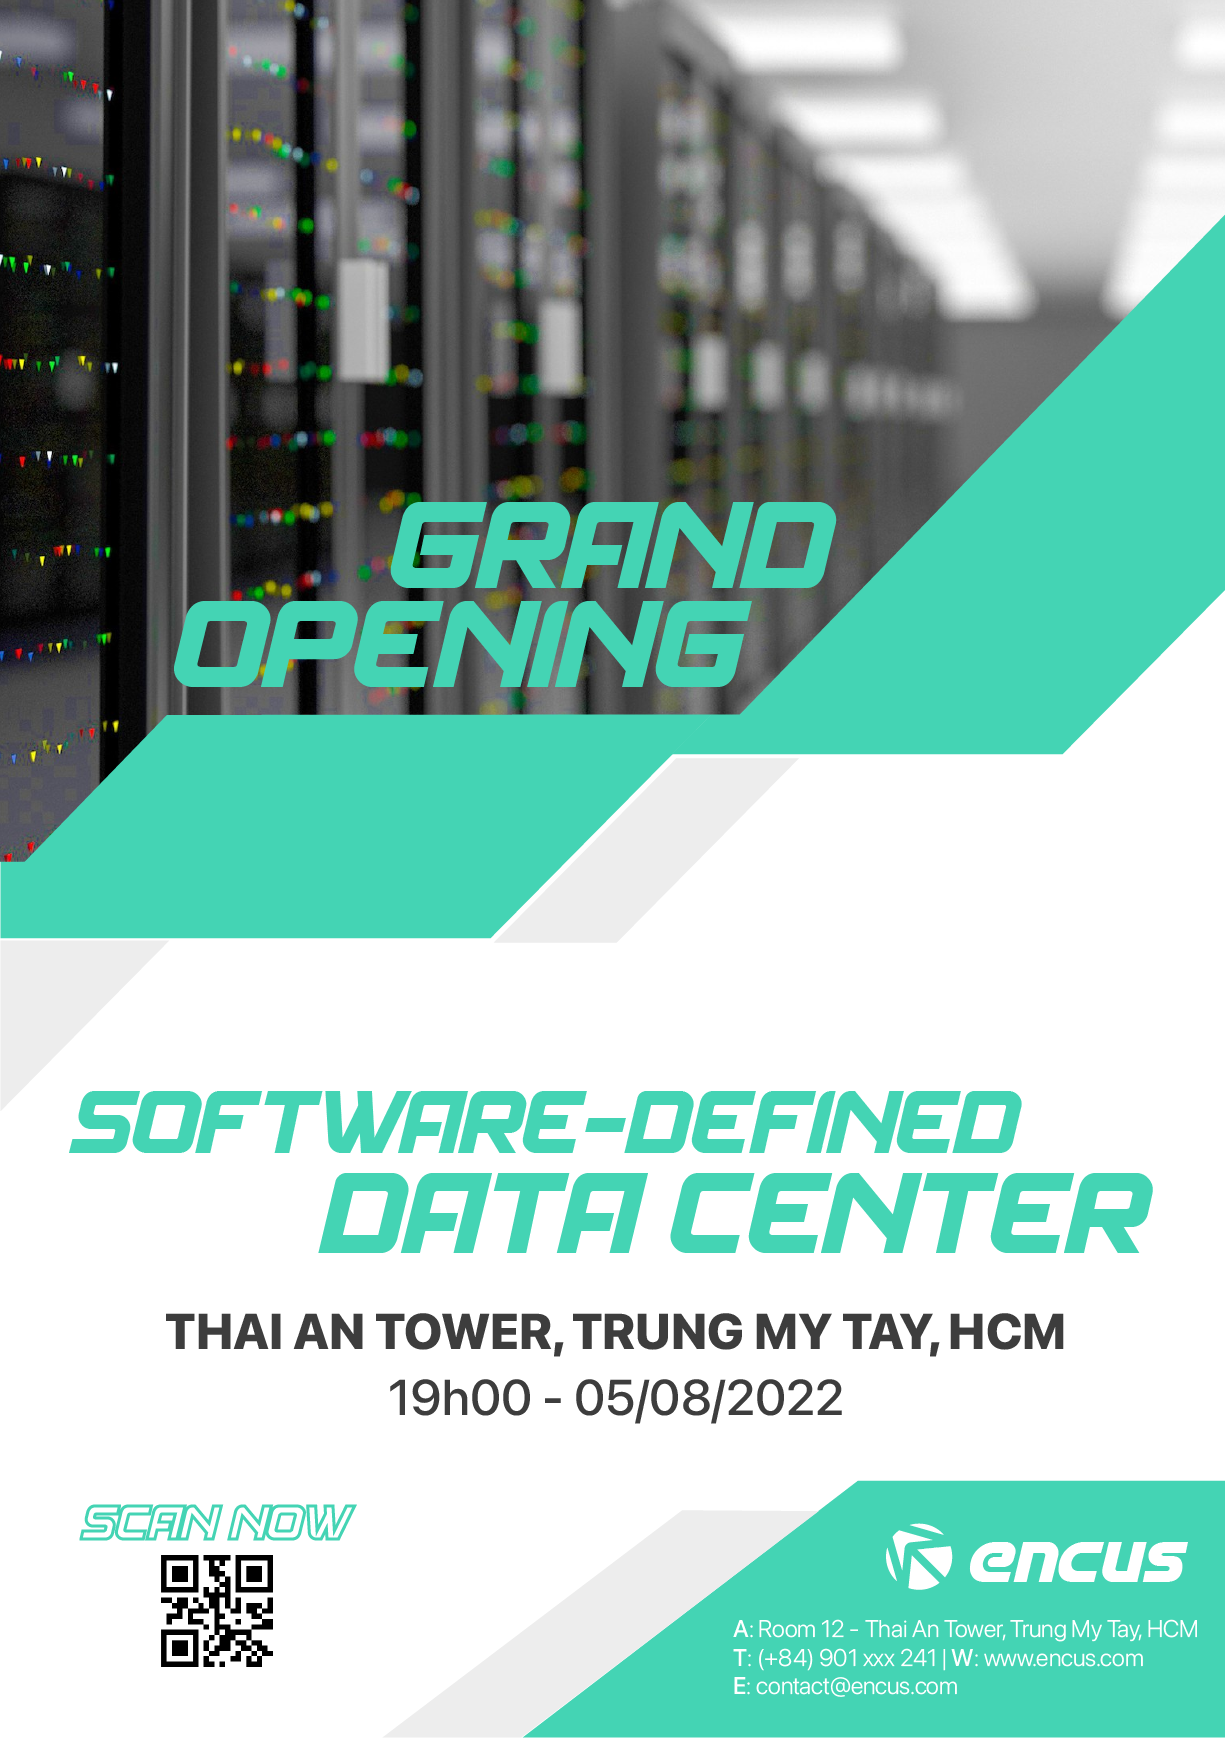 GRAND
OPENING
SOFTWARE-DEFINED
DATA CENTER
THAI AN TOWER, TRUNG MY TAY, HCM
19h00 - 05/08/2022
SCAN NOW
encus
A: Room 12 - Thai An Tower, Trung My Tay, HCM
T: (+84) 901 xxx 241 | W: www.encus.com
E: contact@encus.com